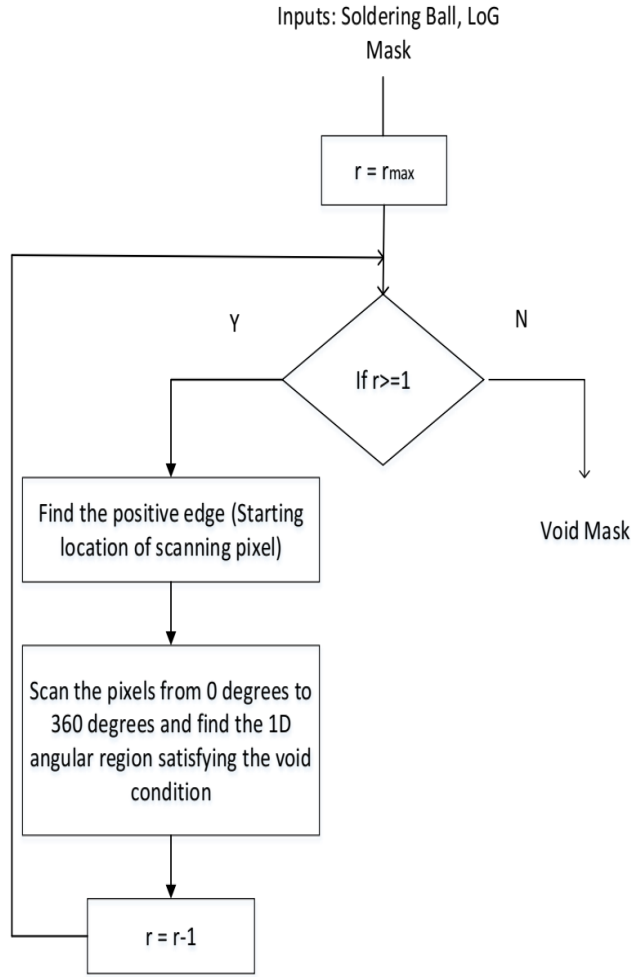 Inputs: Soldering Ball, LoG
Mask
r = rmax
Y
N
If r>=1
Find the positive edge (Starting
location of scanning pixel)
Void Mask
Scan the pixels from 0 degrees to
360 degrees and find the 1D
angular region satisfying the void
condition
r = r-1